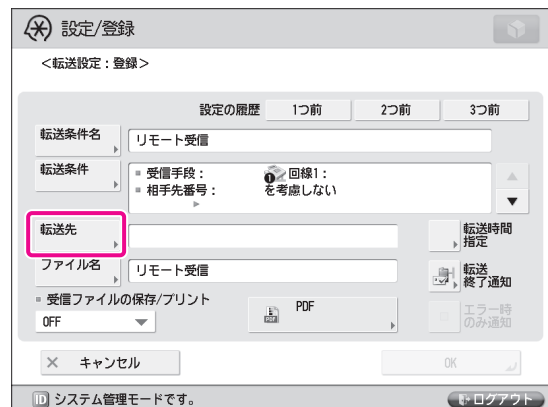 設定/登録
<転送設定:登録>
設定の履歴 1つ前 2つ前 3つ前
転送条件名 リモート受信
転送条件 ■ 受信手段: 1 回線1:
■ 相手先番号: を考慮しない
転送先
転送時間
指定
ファイル名 リモート受信
転送
終了通知
■ 受信ファイルの保存/プリント
OFF
PDF PDF
エラー時
のみ通知
× キャンセル OK
ID システム管理モードです。 ログアウト